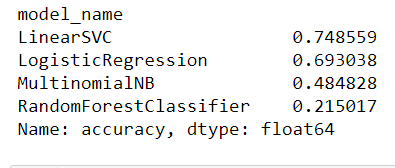 model_name
LinearSVC                 0.748559
LogisticRegression        0.693038
MultinomialNB             0.484828
RandomForestClassifier    0.215017
Name: accuracy, dtype: float64